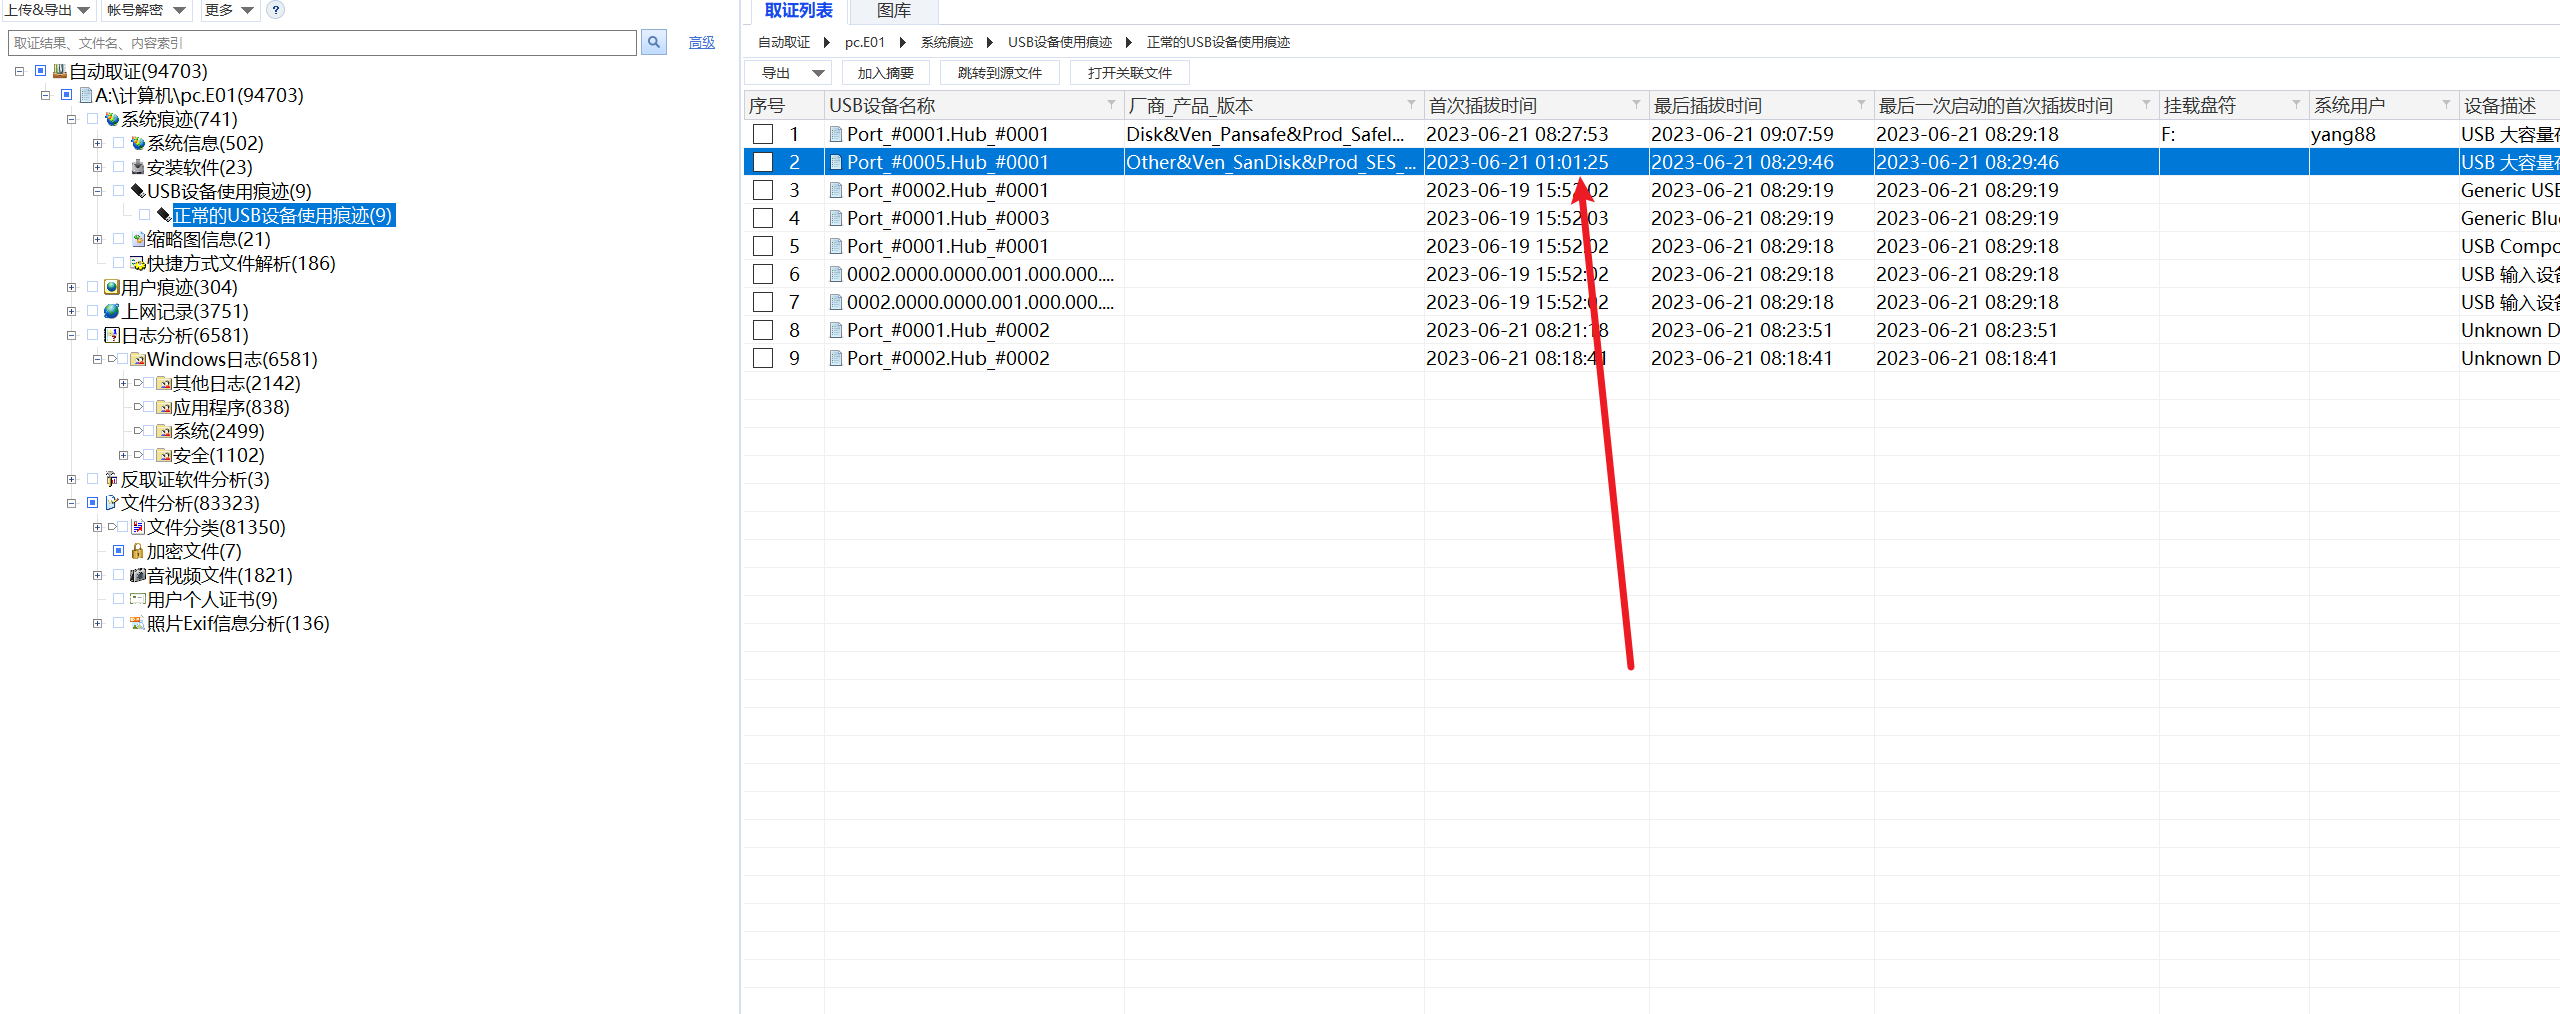 上传&导出 帐号解密 更多 ?
取证结果、文件名、内容索引 高级
自动取证(94703)
A:\计算机\pc.E01(94703)
系统痕迹(741)
系统信息(502)
安装软件(23)
USB设备使用痕迹(9)
正常的USB设备使用痕迹(9)
缩略图信息(21)
快捷方式文件解析(186)
用户痕迹(304)
上网记录(3751)
日志分析(6581)
Windows日志(6581)
其他日志(2142)
应用程序(838)
系统(2499)
安全(1102)
反取证软件分析(3)
文件分析(83323)
文件分类(81350)
加密文件(7)
音视频文件(1821)
用户个人证书(9)
照片Exif信息分析(136)
取证列表 图库
自动取证 pc.E01 系统痕迹 USB设备使用痕迹 正常的USB设备使用痕迹
导出 加入摘要 跳转到源文件 打开关联文件
序号 USB设备名称 厂商_产品_版本 首次插拔时间 最后插拔时间 最后一次启动的首次插拔时间 挂载盘符 系统用户 设备描述
1 Port_#0001.Hub_#0001 Disk&Ven_Pansafe&Prod_Safel... 2023-06-21 08:27:53 2023-06-21 09:07:59 2023-06-21 08:29:18 F: yang88 USB 大容量
2 Port_#0005.Hub_#0001 Other&Ven_SanDisk&Prod_SES_... 2023-06-21 01:01:25 2023-06-21 08:29:46 2023-06-21 08:29:46 USB 大容量
3 Port_#0002.Hub_#0001 2023-06-19 15:52:02 2023-06-21 08:29:19 2023-06-21 08:29:19 Generic USB
4 Port_#0001.Hub_#0003 2023-06-19 15:52:03 2023-06-21 08:29:19 2023-06-21 08:29:19 Generic Blu
5 Port_#0001.Hub_#0001 2023-06-19 15:52:02 2023-06-21 08:29:18 2023-06-21 08:29:18 USB Compo
6 0002.0000.0000.001.000.000.... 2023-06-19 15:52:02 2023-06-21 08:29:18 2023-06-21 08:29:18 USB 输入设
7 0002.0000.0000.001.000.000.... 2023-06-19 15:52:02 2023-06-21 08:29:18 2023-06-21 08:29:18 USB 输入设
8 Port_#0001.Hub_#0002 2023-06-21 08:21:18 2023-06-21 08:23:51 2023-06-21 08:23:51 Unknown D
9 Port_#0002.Hub_#0002 2023-06-21 08:18:41 2023-06-21 08:18:41 2023-06-21 08:18:41 Unknown D